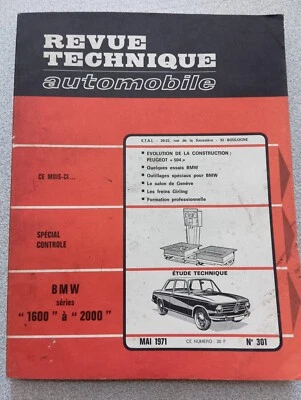 REVUE
TECHNIQUE
automobile
E.T.A.I. - 20-22, rue de la Saussière - 92-BOULOGNE
CE MOIS-CI...
• EVOLUTION DE LA CONSTRUCTION :
PEUGEOT « 504 »
• Quelques essais BMW
• Outillages spéciaux pour BMW
• Le salon de Genève
• Les freins Girling
• Formation professionnelle
SPÉCIAL
CONTROLE
BMW
séries
“ 1600 ” à “ 2000 ”
ÉTUDE TECHNIQUE
MAI 1971
CE NUMÉRO : 20 F
N° 301